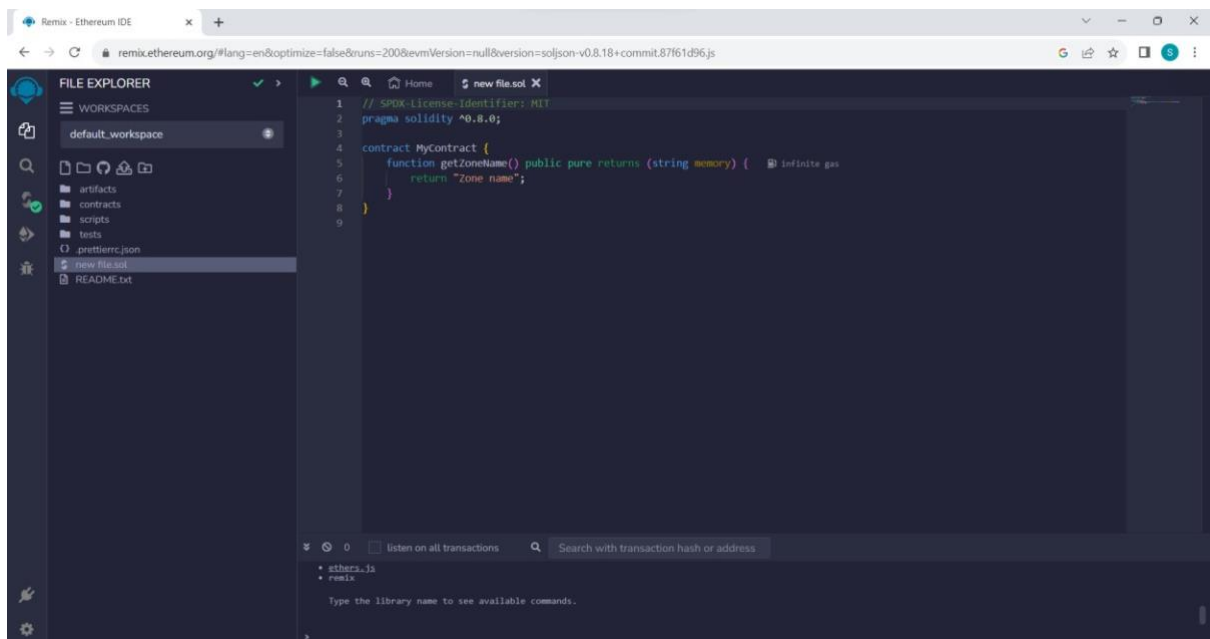 Remix - Ethereum IDE
remix.ethereum.org/#lang=en&optimize=false&runs=200&evmVersion=null&version=soljson-v0.8.18+commit.87f61d96.js
G
S
FILE EXPLORER
WORKSPACES
default_workspace
artifacts
contracts
scripts
tests
.prettierrc.json
new file.sol
README.txt
Home
new file.sol
1 // SPDX-License-Identifier: MIT
2 pragma solidity ^0.8.0;
3
4 contract MyContract {
5 function getZoneName() public pure returns (string memory) { infinite gas
6 return "Zone name";
7 }
8 }
9
0 listen on all transactions Search with transaction hash or address
• ethers.js
• remix
Type the library name to see available commands.
>